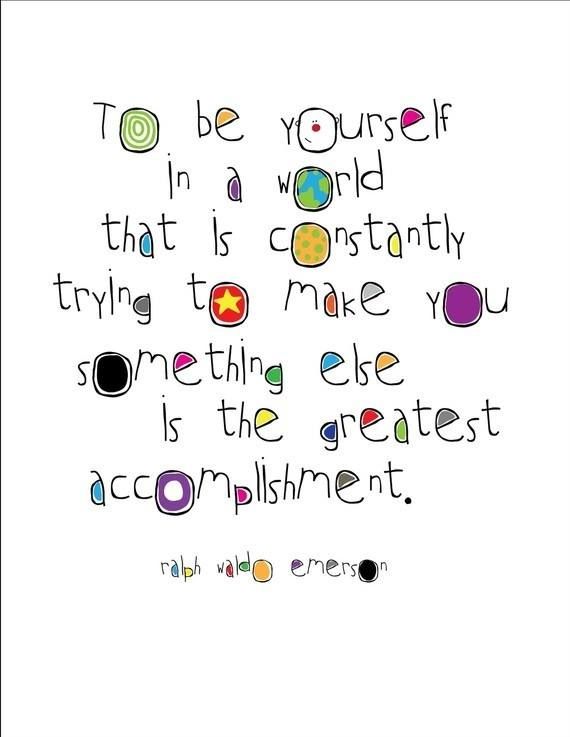 To be yourself
in a world
that is constantly
trying to make you
something else
is the greatest
accomplishment.
ralph waldo emerson